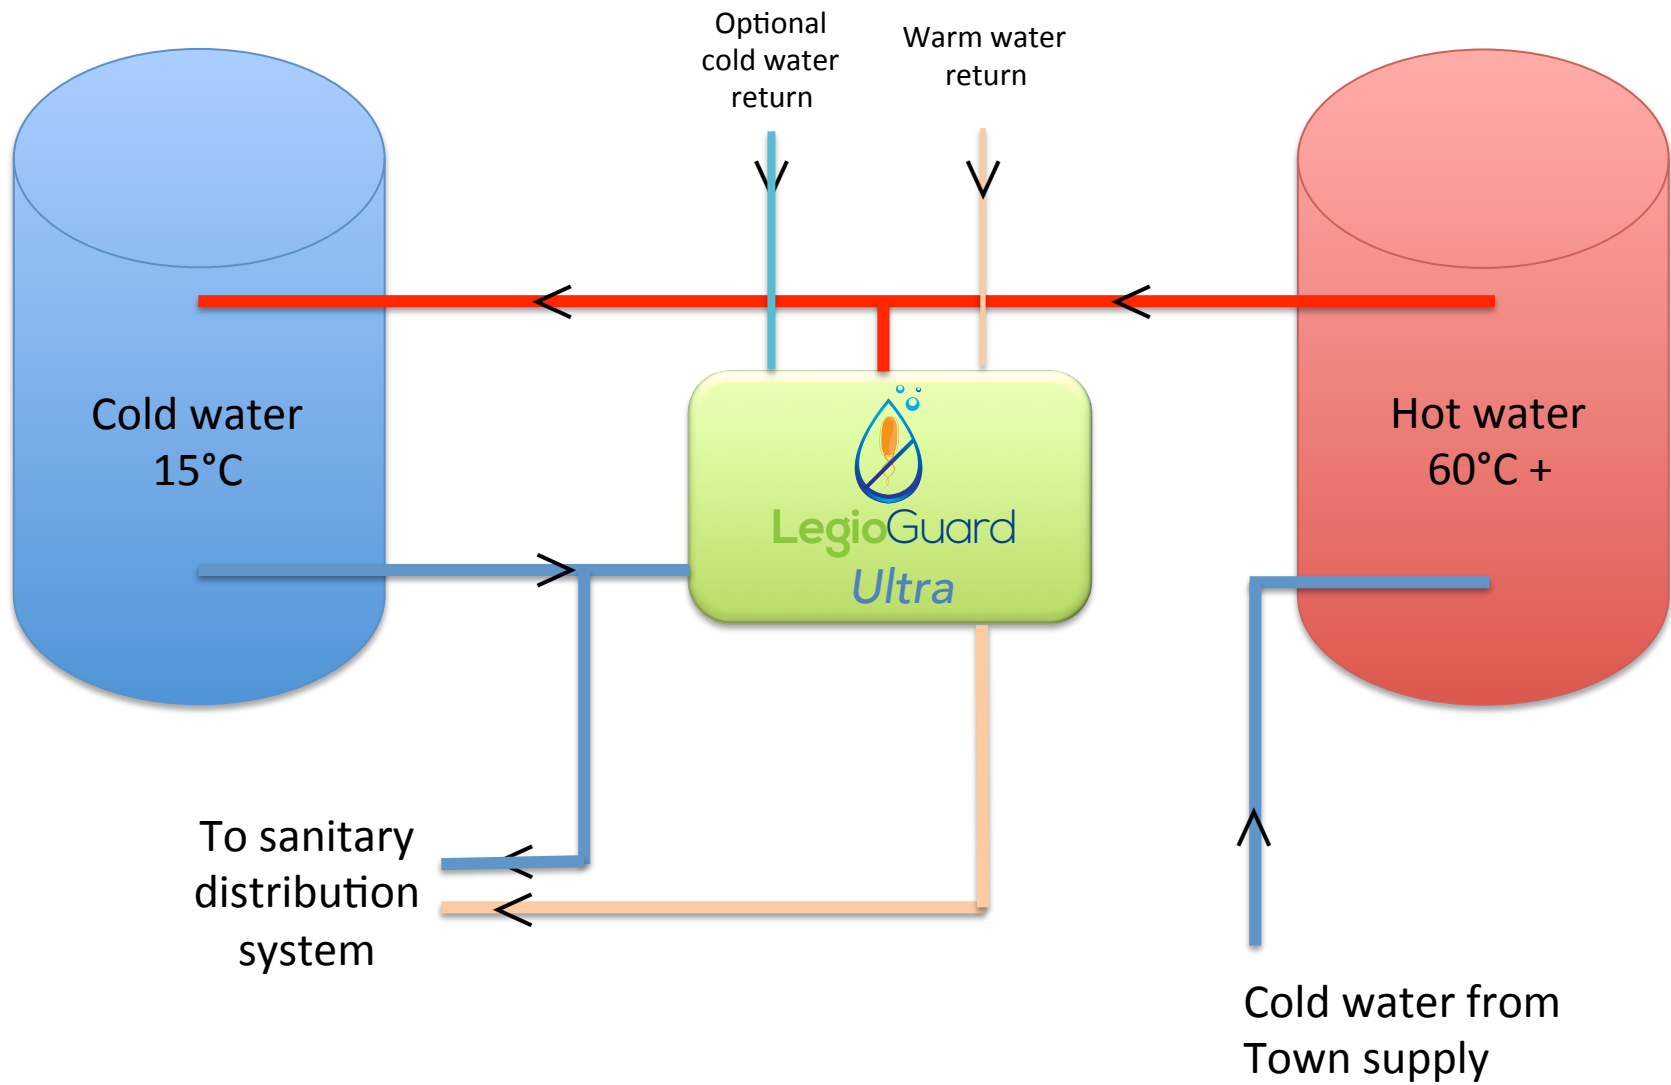 Optional
cold water
return
Warm water
return
Cold water
15°C
Hot water
60°C +
LegioGuard
Ultra
To sanitary
distribution
system
Cold water from
Town supply